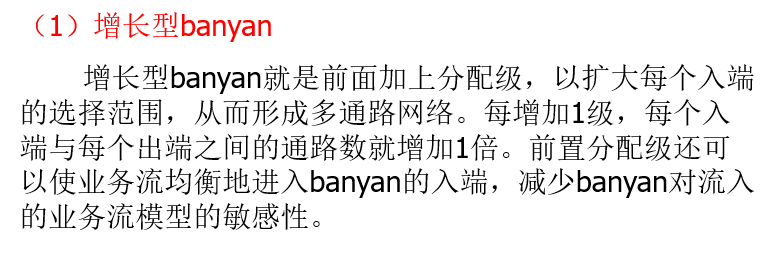 （1）增长型banyan
增长型banyan就是前面加上分配级，以扩大每个入端
的选择范围，从而形成多通路网络。每增加1级，每个入
端与每个出端之间的通路数就增加1倍。前置分配级还可
以使业务流均衡地进入banyan的入端，减少banyan对流入
的业务流模型的敏感性。